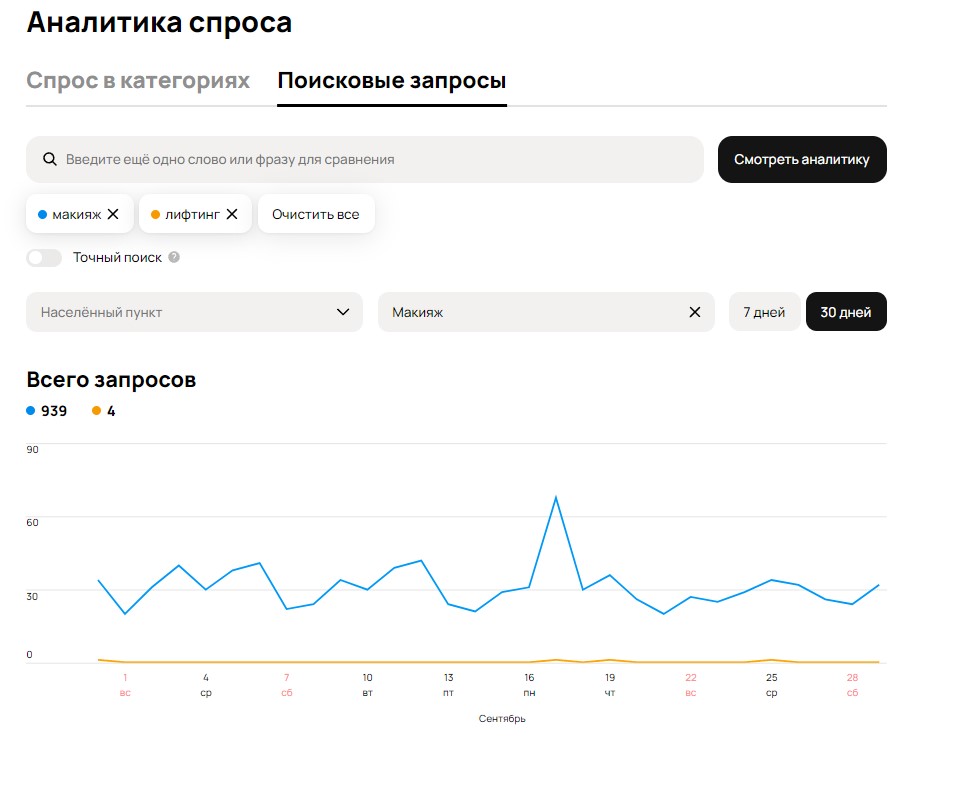 Аналитика спроса
Спрос в категориях Поисковые запросы
Введите ещё одно слово или фразу для сравнения Смотреть аналитику
макияж лифтинг Очистить все
Точный поиск ?
Населённый пункт Макияж 7 дней 30 дней
Всего запросов
939 4
90
60
30
0
1 4 7 10 13 16 19 22 25 28
вс ср сб вт пт пн чт вс ср сб
Сентябрь